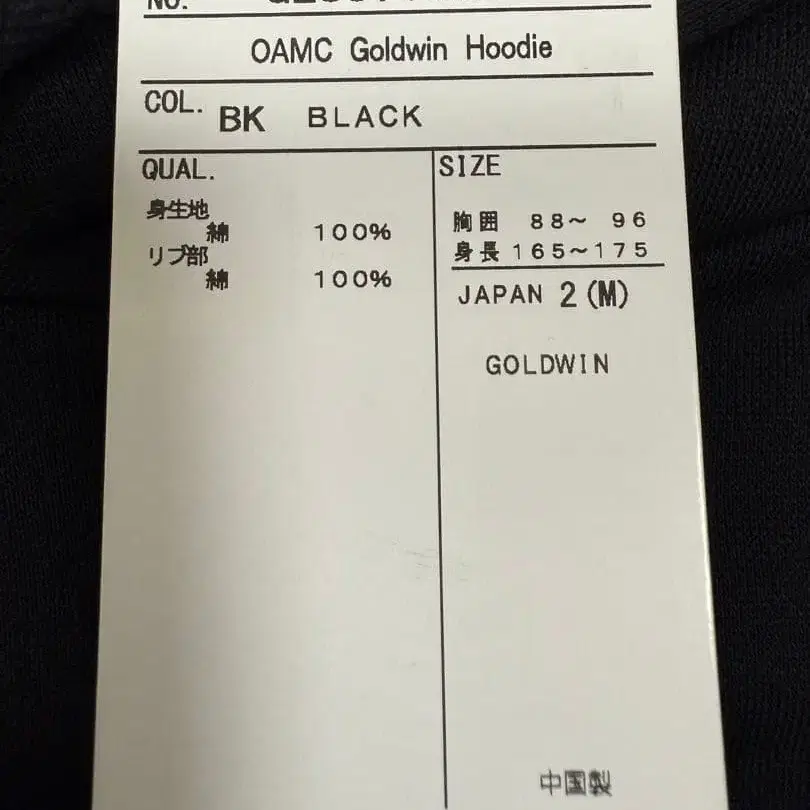 NO.
OAMC Goldwin Hoodie
COL. BK BLACK
QUAL.
身生地
綿 100%
リブ部
綿 100%
SIZE
胸囲 88～ 96
身長 165～175
JAPAN 2(M)
GOLDWIN
中国製